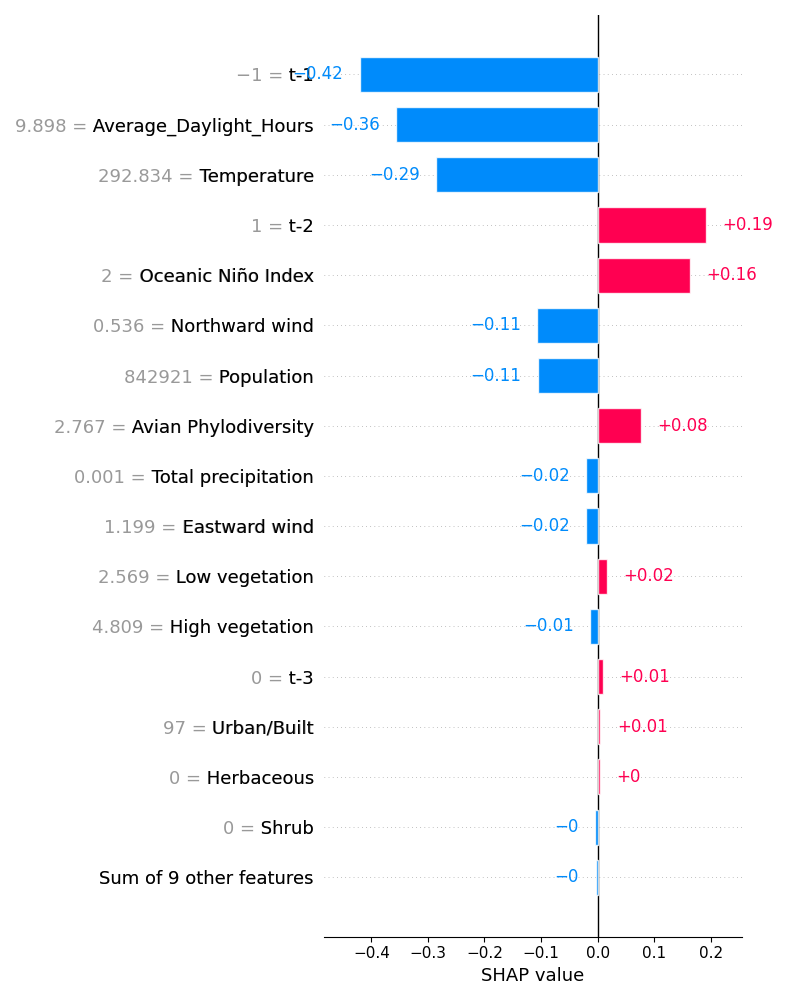 −1 = t-1 −0.42
9.898 = Average_Daylight_Hours −0.36
292.834 = Temperature −0.29
1 = t-2 +0.19
2 = Oceanic Niño Index +0.16
0.536 = Northward wind −0.11
842921 = Population −0.11
2.767 = Avian Phylodiversity +0.08
0.001 = Total precipitation −0.02
1.199 = Eastward wind −0.02
2.569 = Low vegetation +0.02
4.809 = High vegetation −0.01
0 = t-3 +0.01
97 = Urban/Built +0.01
0 = Herbaceous +0
0 = Shrub −0
Sum of 9 other features −0
−0.4 −0.3 −0.2 −0.1 0.0 0.1 0.2
SHAP value